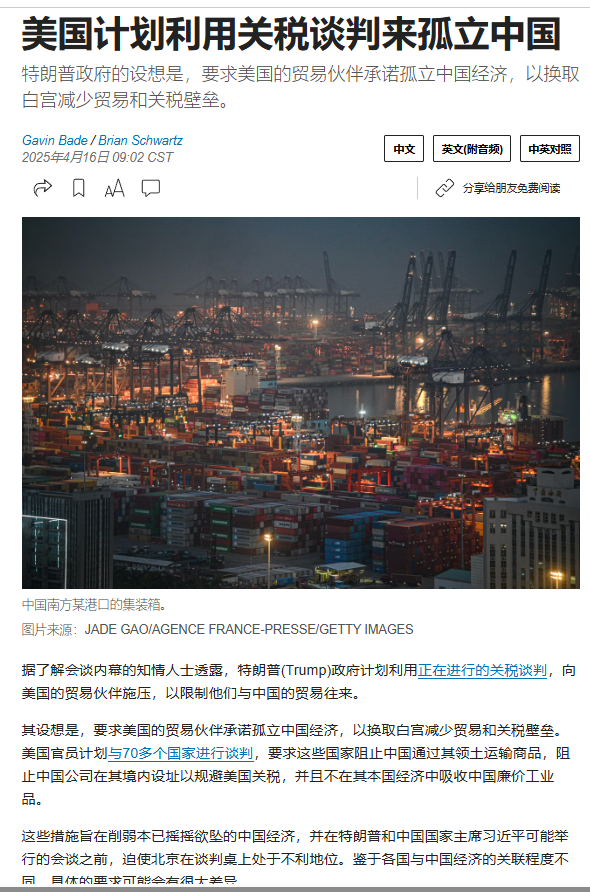 美国计划利用关税谈判来孤立中国
特朗普政府的设想是，要求美国的贸易伙伴承诺孤立中国经济，以换取
白宫减少贸易和关税壁垒。
Gavin Bade / Brian Schwartz
2025年4月16日 09:02 CST
中文
英文(附音频)
中英对照
AA
分享给朋友免费阅读
中国南方某港口的集装箱。
图片来源：JADE GAO/AGENCE FRANCE-PRESSE/GETTY IMAGES
据了解会谈内幕的知情人士透露，特朗普(Trump)政府计划利用正在进行的关税谈判，向
美国的贸易伙伴施压，以限制他们与中国的贸易往来。
其设想是，要求美国的贸易伙伴承诺孤立中国经济，以换取白宫减少贸易和关税壁垒。
美国官员计划与70多个国家进行谈判，要求这些国家阻止中国通过其领土运输商品，阻
止中国公司在其境内设址以规避美国关税，并且不在其本国经济中吸收中国廉价工业
品。
这些措施旨在削弱本已摇摇欲坠的中国经济，并在特朗普和中国国家主席习近平可能举
行的会谈之前，迫使北京在谈判桌上处于不利地位。鉴于各国与中国经济的关联程度不
同，具体的要求可能会有很大差异